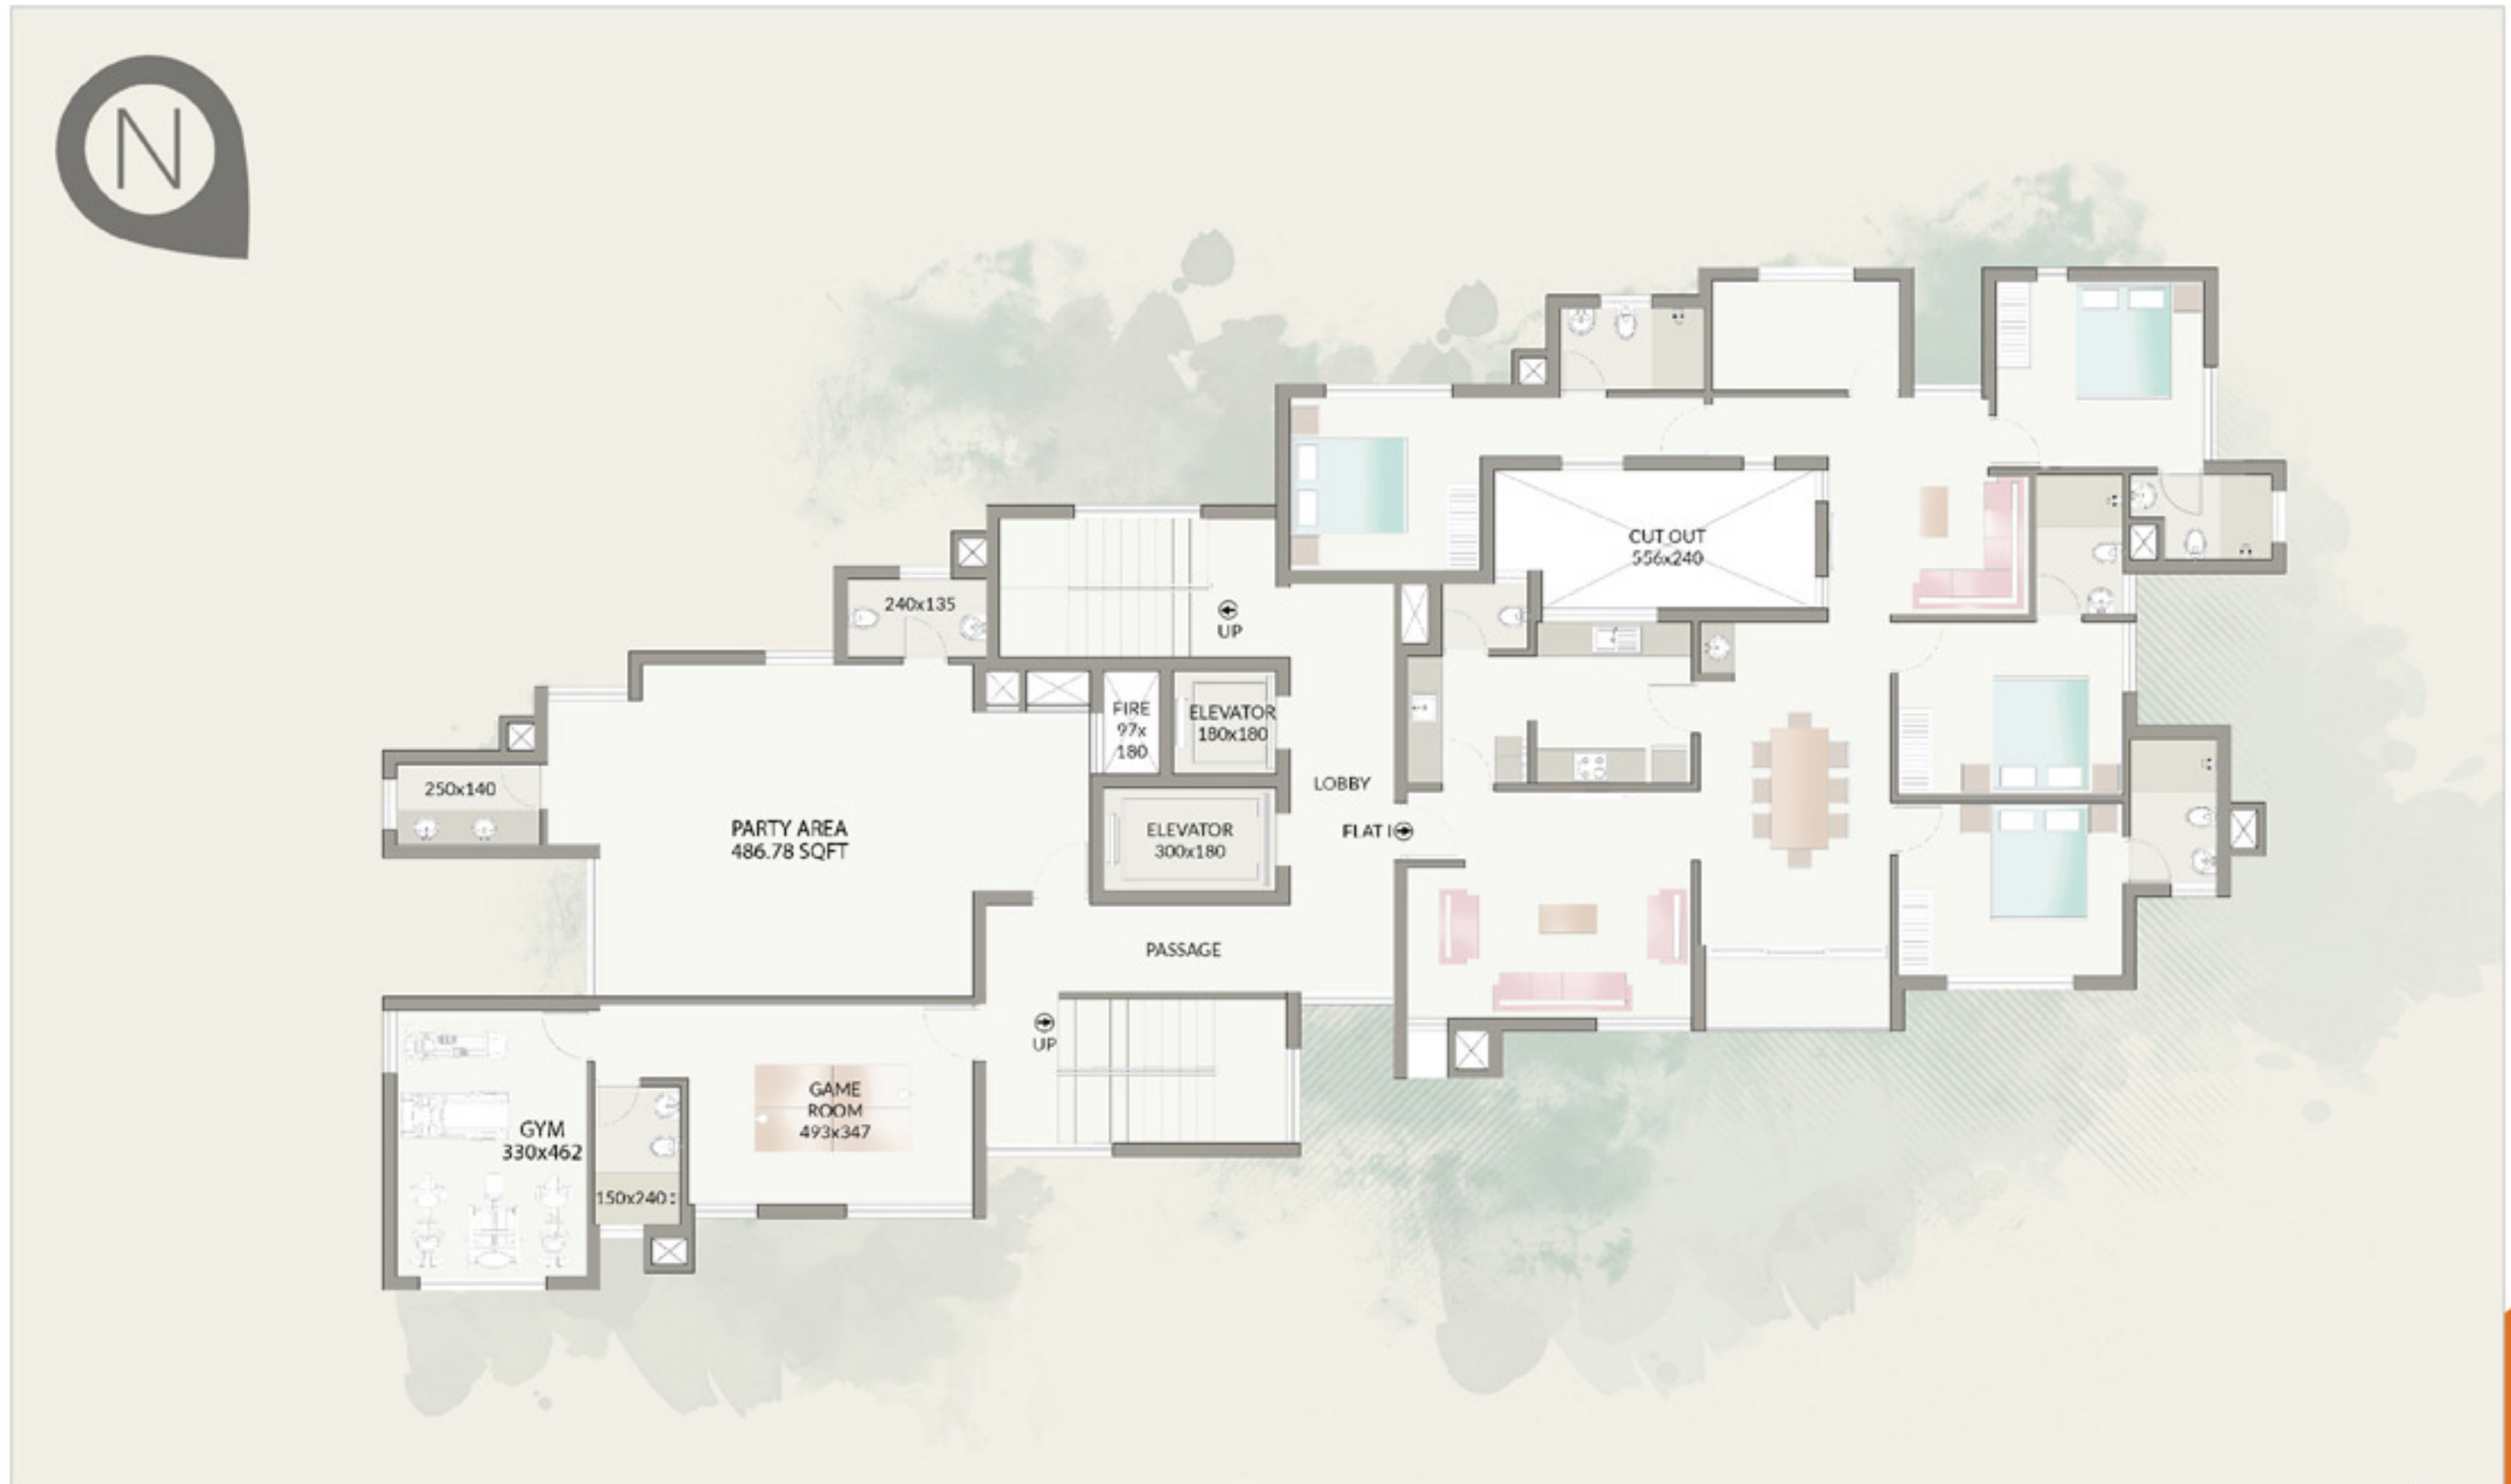 N
CUT OUT
556x240
240x135
UP
FIRE
97x
180
ELEVATOR
180x180
250x140
LOBBY
PARTY AREA
486.78 SQFT
ELEVATOR
300x180
FLAT I
PASSAGE
UP
GAME
ROOM
493x347
GYM
330x462
150x240